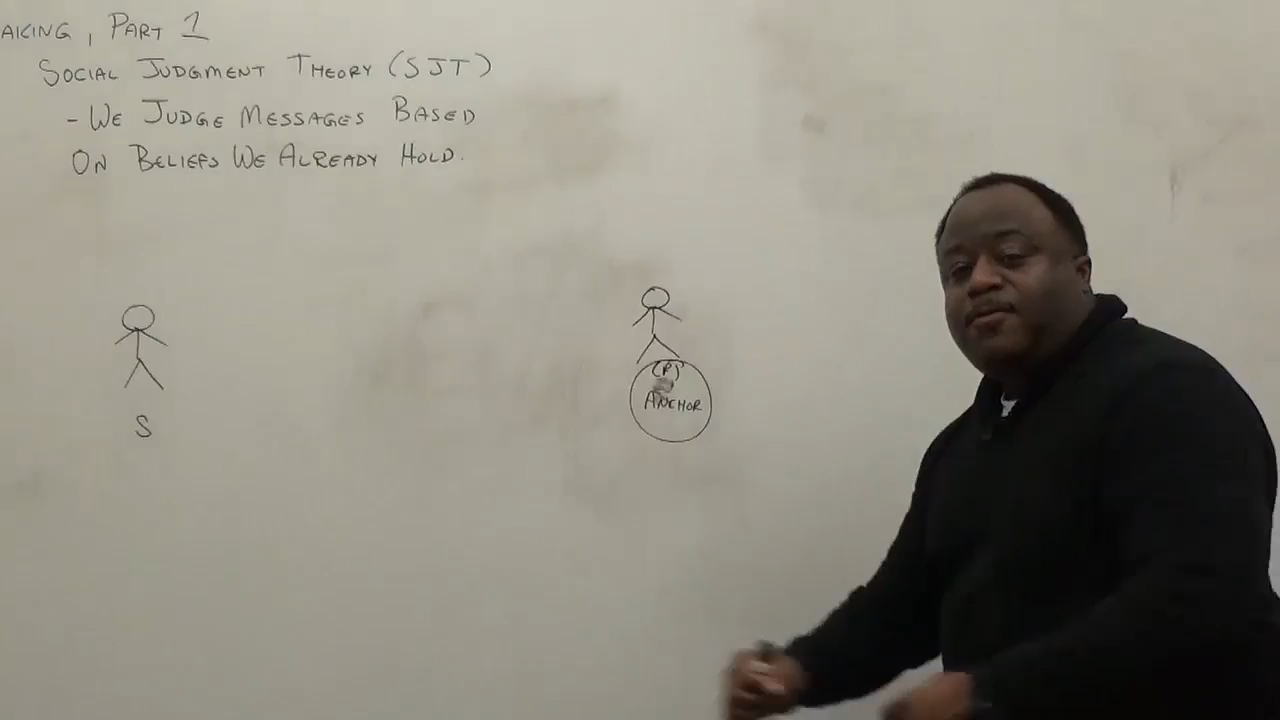 AKING, PART 1
SOCIAL JUDGMENT THEORY (SJT)
- WE JUDGE MESSAGES BASED
ON BELIEFS WE ALREADY HOLD.
(P)
ANCHOR
S